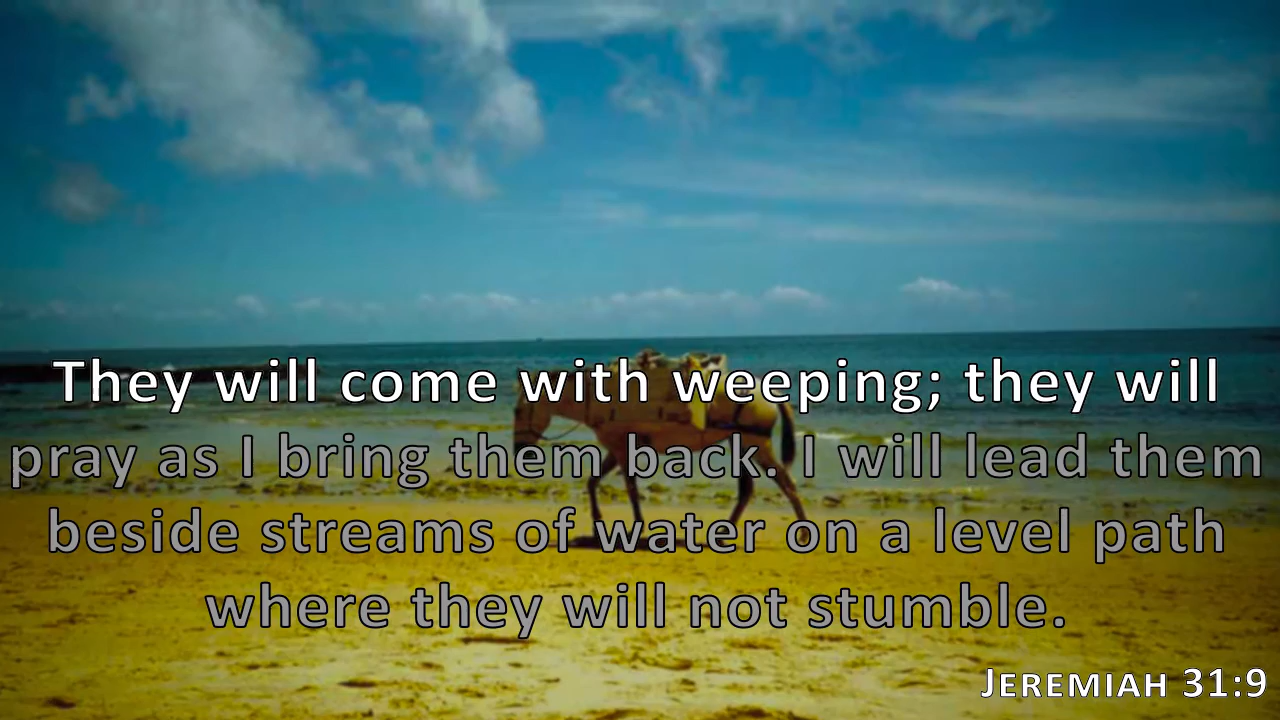 They will come with weeping; they will
pray as I bring them back. I will lead them
beside streams of water on a level path
where they will not stumble.
Jeremiah 31:9